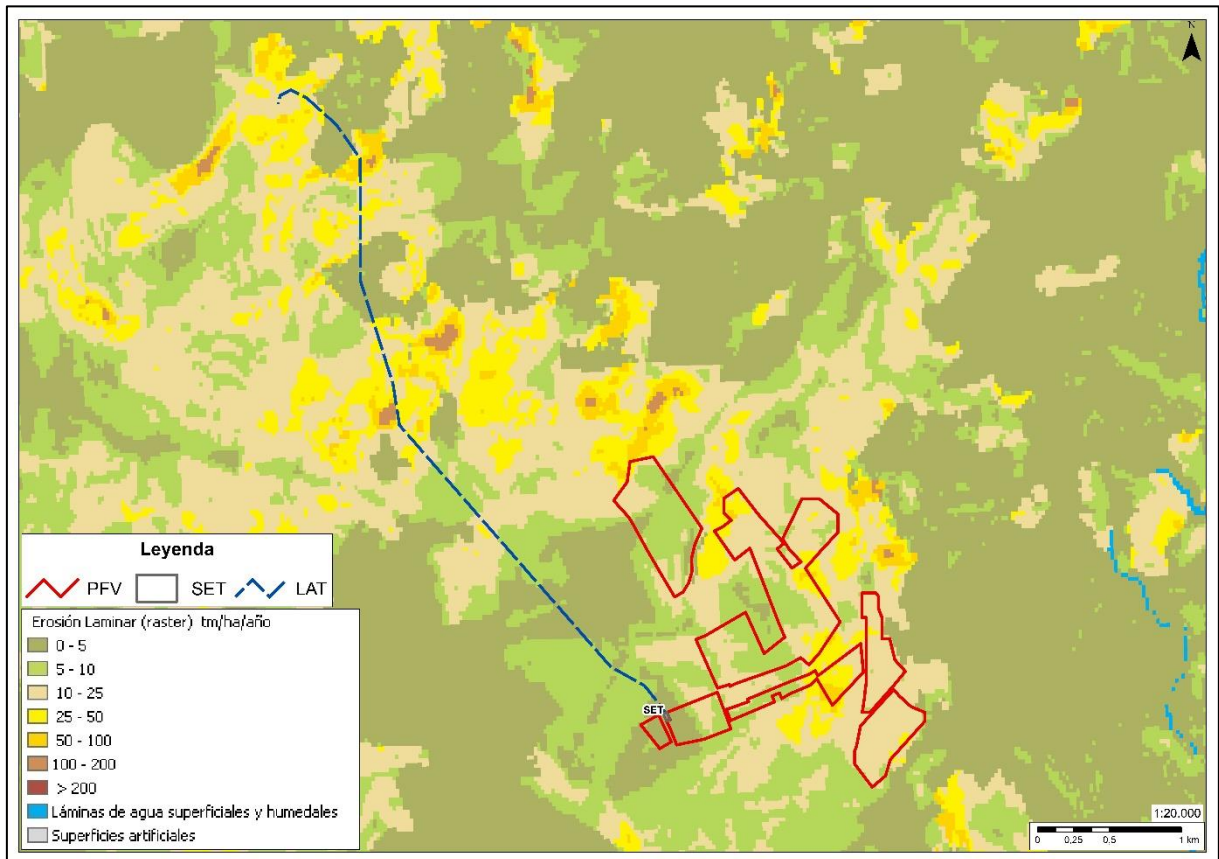 N
SET
Leyenda
PFV SET LAT
Erosión Laminar (raster) tm/ha/año
0 - 5
5 - 10
10 - 25
25 - 50
50 - 100
100 - 200
> 200
Láminas de agua superficiales y humedales
Superficies artificiales
1:20.000
0 0,25 0,5 1 km